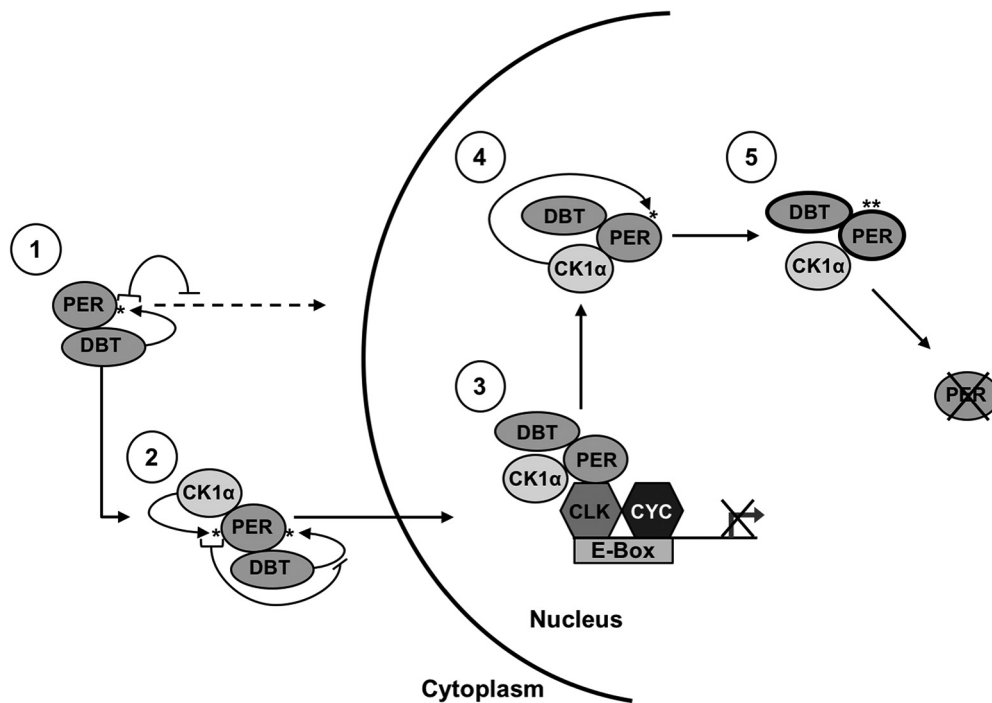 1
PER
*
DBT
2
CK1α
* PER *
DBT
3
DBT
PER
CK1α
CLK CYC
E-Box
4
DBT
*
PER
CK1α
5
DBT
**
PER
CK1α
PER
Nucleus
Cytoplasm